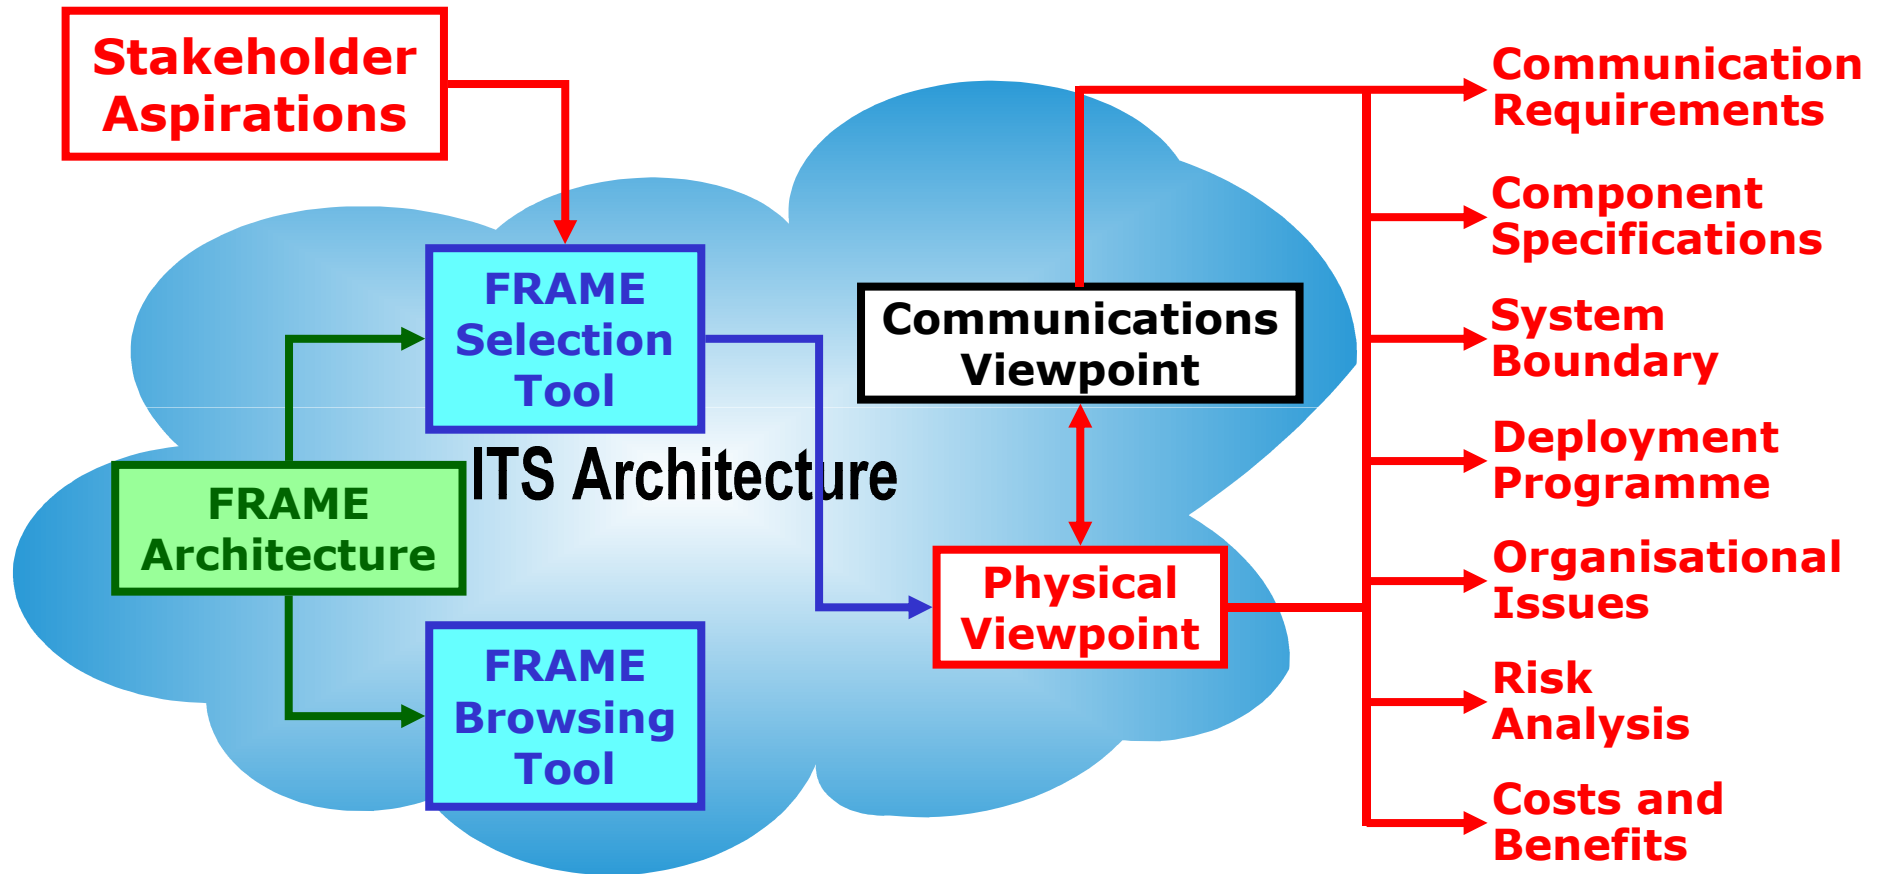 Stakeholder
Aspirations
FRAME
Selection
Tool
ITS Architecture
FRAME
Architecture
FRAME
Browsing
Tool
Communications
Viewpoint
Physical
Viewpoint
Communication
Requirements
Component
Specifications
System
Boundary
Deployment
Programme
Organisational
Issues
Risk
Analysis
Costs and
Benefits